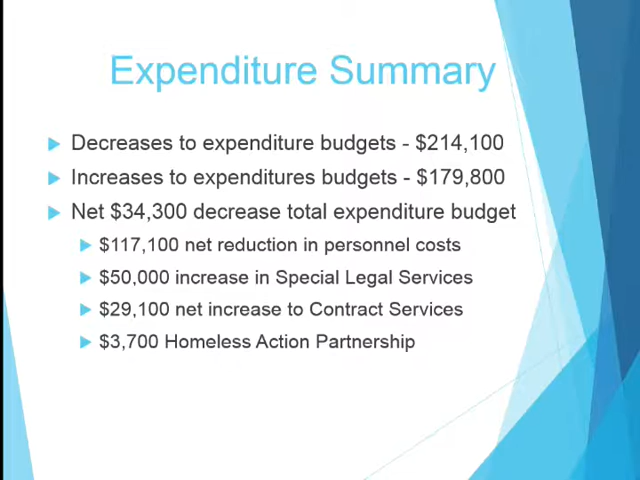 Expenditure Summary
Decreases to expenditure budgets - $214,100
Increases to expenditures budgets - $179,800
Net $34,300 decrease total expenditure budget
$117,100 net reduction in personnel costs
$50,000 increase in Special Legal Services
$29,100 net increase to Contract Services
$3,700 Homeless Action Partnership